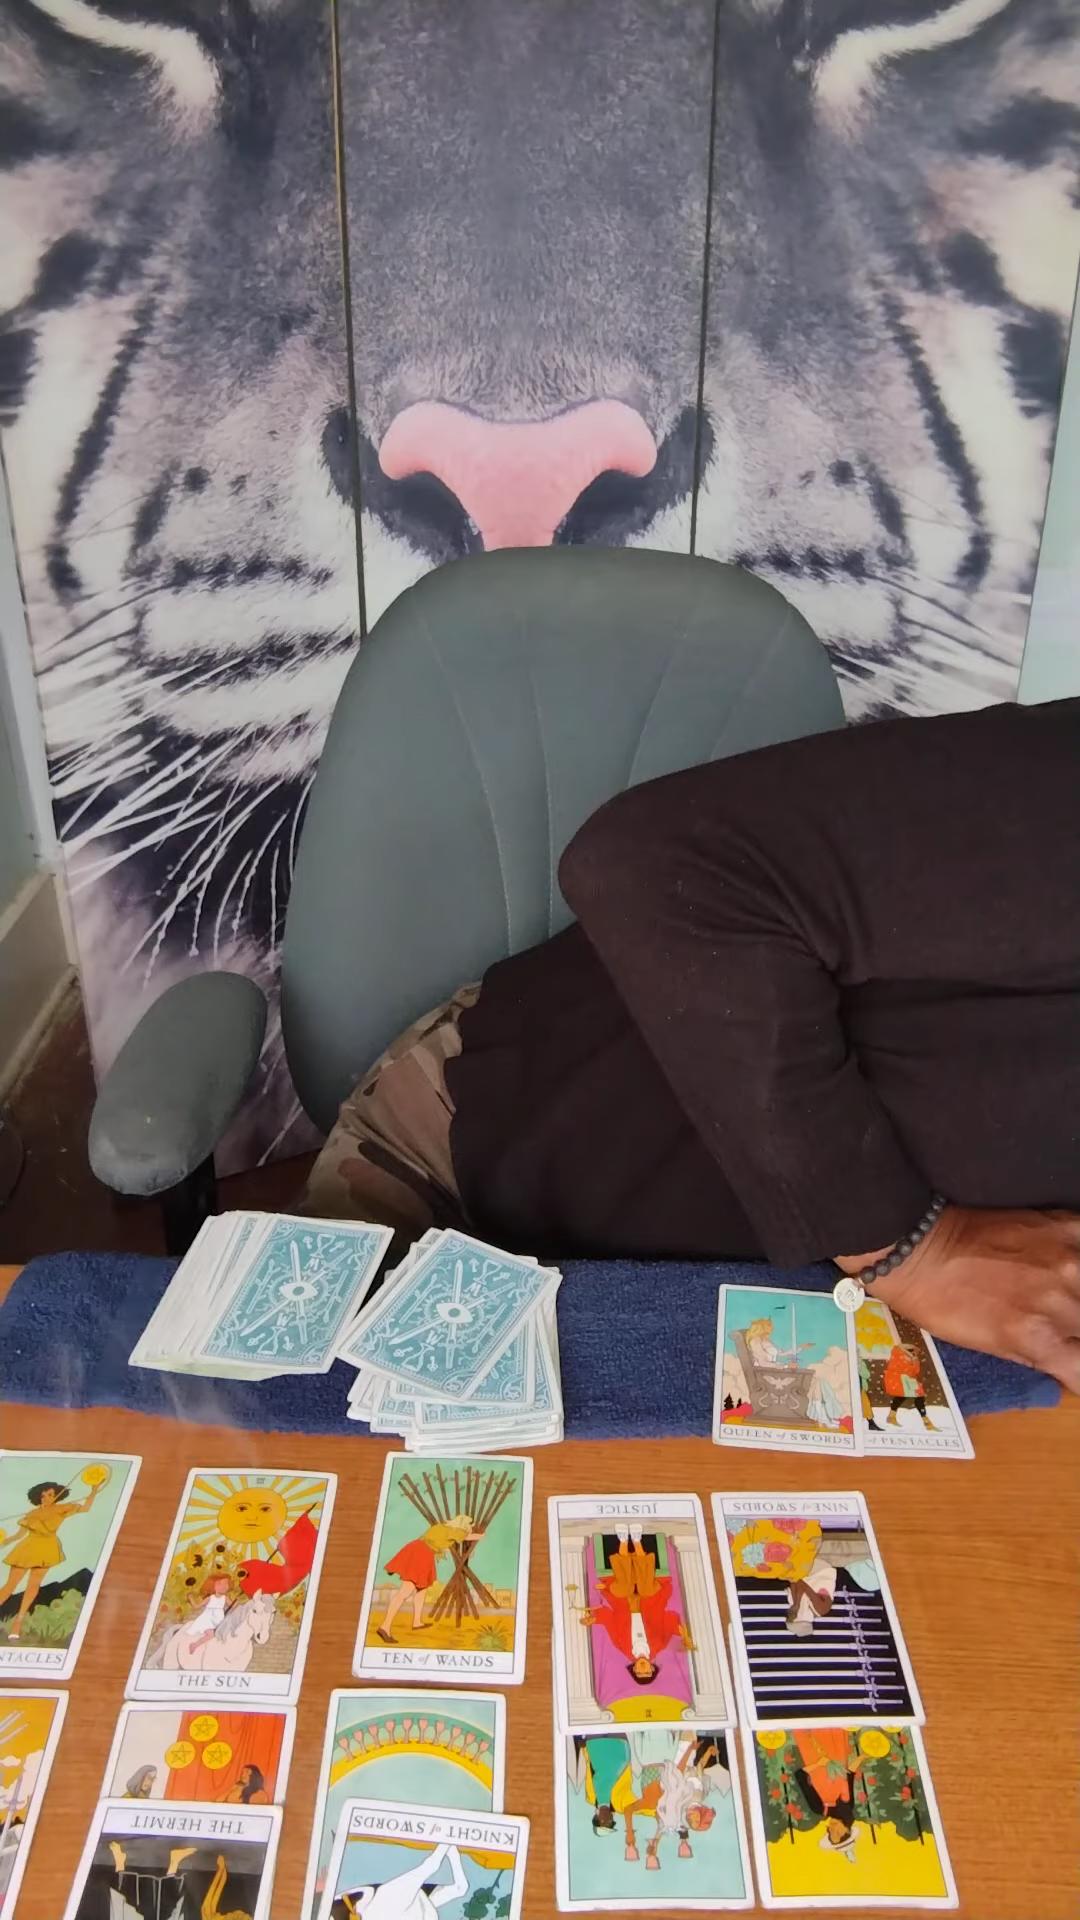 QUEEN of SWORDS
of PENTACLES
NTACLES
THE SUN
TEN of WANDS
JUSTICE
NINE of SWORDS
THE HERMIT
KNIGHT of SWORDS